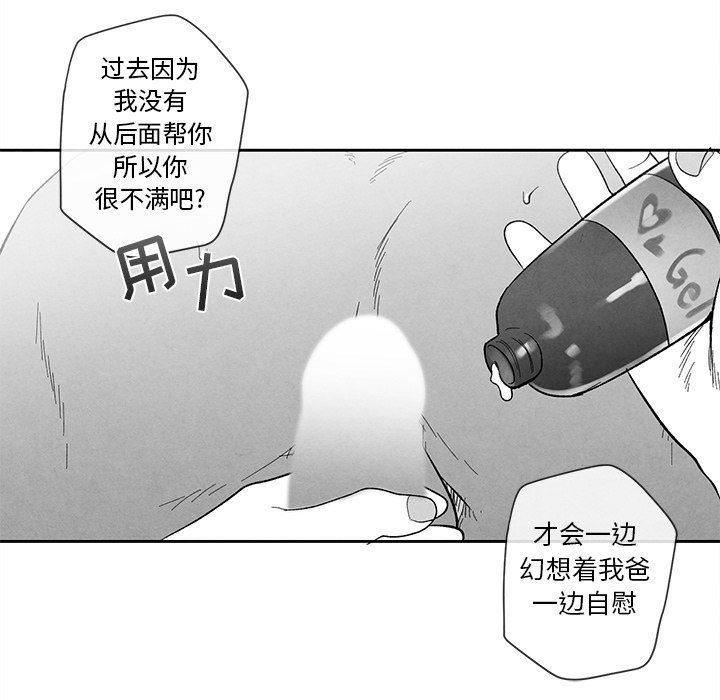 过去因为
我没有
从后面帮你
所以你
很不满吧?
用力
Gel
才会一边
幻想着我爸
一边自慰